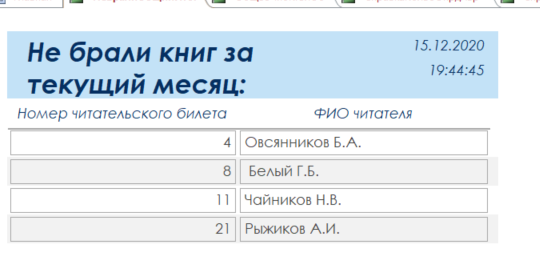 Не брали книг за
текущий месяц:
15.12.2020
19:44:45
Номер читательского билета ФИО читателя
4 Овсянников Б.А.
8 Белый Г.Б.
11 Чайников Н.В.
21 Рыжиков А.И.